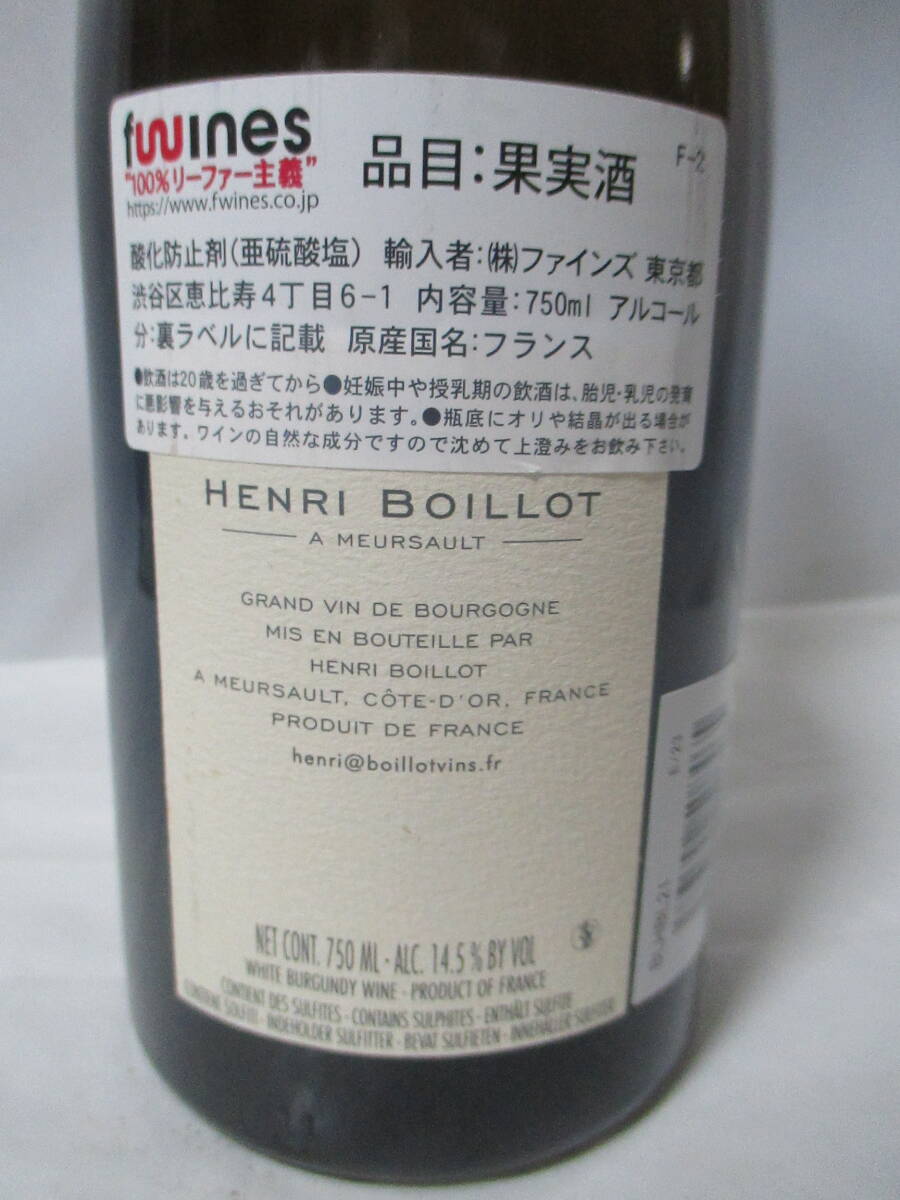 fwines
"100%リーファー主義"
https://www.fwines.co.jp
品目:果実酒
F-2
酸化防止剤(亜硫酸塩) 輸入者:㈱ファインズ 東京都
渋谷区恵比寿4丁目6-1 内容量:750ml アルコール
分:裏ラベルに記載 原産国名:フランス
●飲酒は20歳を過ぎてから●妊娠中や授乳期の飲酒は、胎児・乳児の発育
に悪影響を与えるおそれがあります。●瓶底にオリや結晶が出る場合が
あります。ワインの自然な成分ですので沈めて上澄みをお飲み下さい。
HENRI BOILLOT
A MEURSAULT
GRAND VIN DE BOURGOGNE
MIS EN BOUTEILLE PAR
HENRI BOILLOT
A MEURSAULT, CÔTE-D'OR, FRANCE
PRODUIT DE FRANCE
henri@boillotvins.fr
NET CONT. 750 ML - ALC. 14.5 % BY VOL
WHITE BURGUNDY WINE - PRODUCT OF FRANCE
CONTIENT DES SULFITES - CONTAINS SULPHITES - ENTHÄLT SULFITE
CONTIENE SOLFITI - INDEHOLDER SULFITTER - BEVAT SULFIETEN - INNEHÅLLER SULFITER